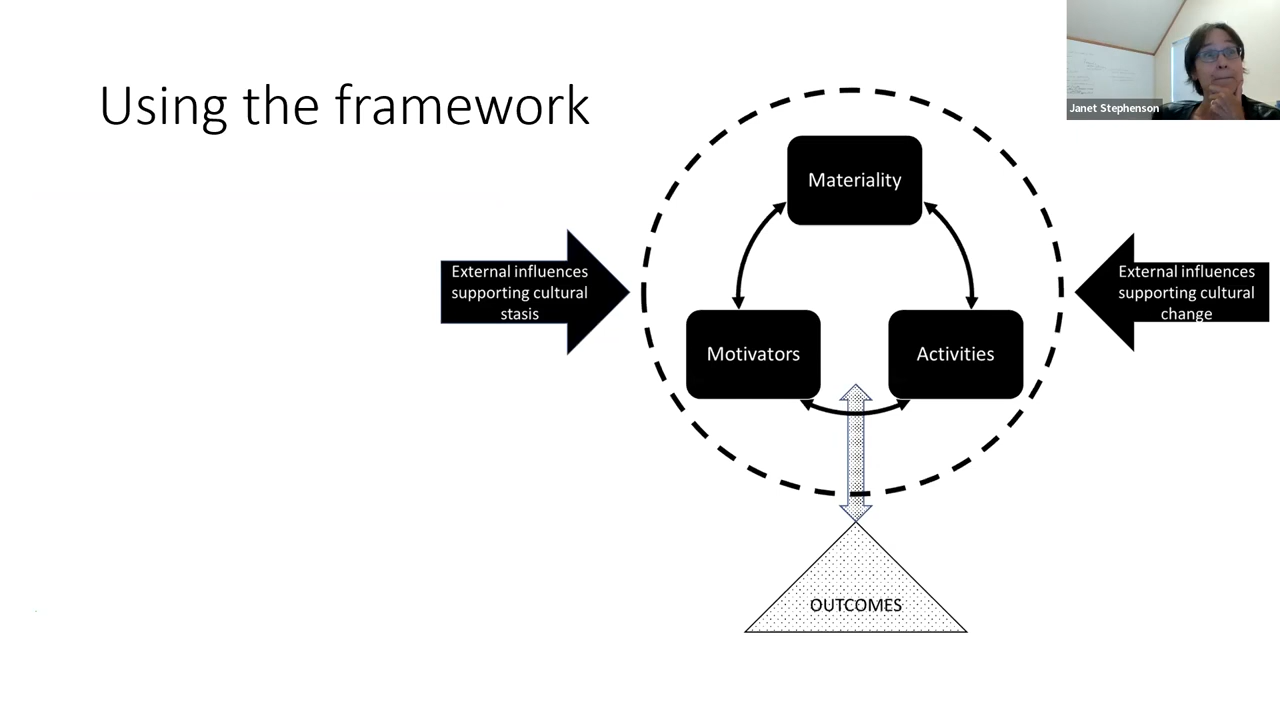 Using the framework
Janet Stephenson
Materiality
External influences
supporting cultural
stasis
External influences
supporting cultural
change
Motivators
Activities
OUTCOMES